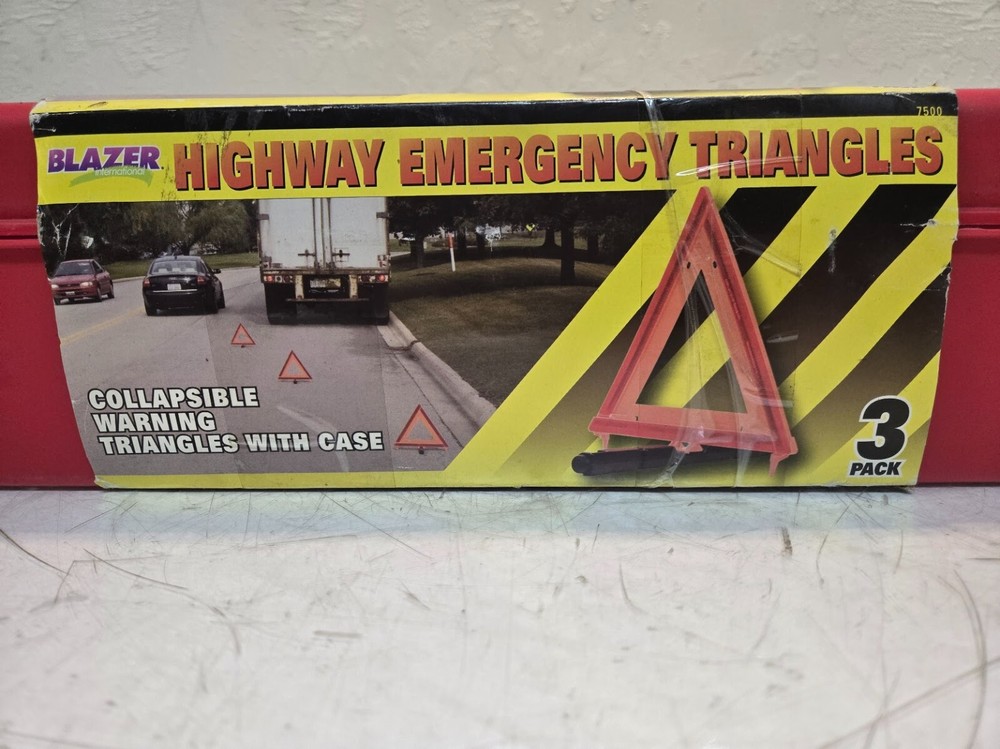 7500
BLAZER
International
HIGHWAY EMERGENCY TRIANGLES
COLLAPSIBLE
WARNING
TRIANGLES WITH CASE
3
PACK